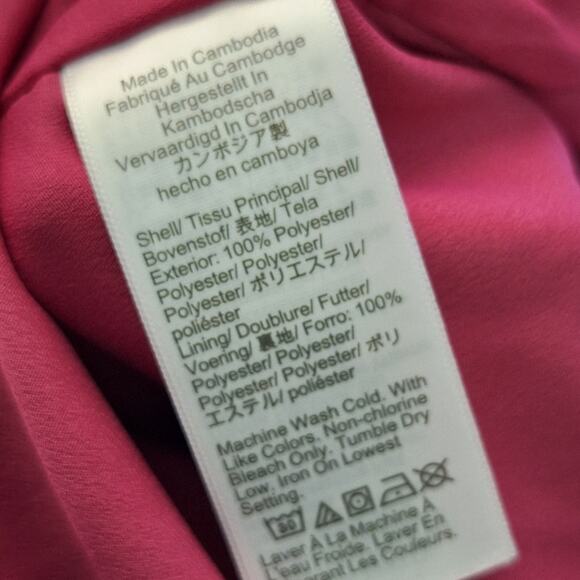 Made In Cambodia
Fabriqué Au Cambodge
Hergestellt In
Kambodscha
Vervaardigd In Cambodja
カンボジア製
hecho en camboya
Shell/ Tissu Principal/ Shell/
Bovenstof/ 表地/ Tela
Exterior: 100% Polyester/
Polyester/ Polyester/
Polyester/ ポリエステル/
poliéster
Lining/ Doublure/ Futter/
Voering/ 裏地/ Forro: 100%
Polyester/ Polyester/
Polyester/ Polyester/ ポリ
エステル/ poliéster
Machine Wash Cold. With
Like Colors. Non-chlorine
Bleach Only. Tumble Dry
Low. Iron On Lowest
Setting.
30
Laver À La Machine À
L'eau Froide. Laver En
Les Couleurs.